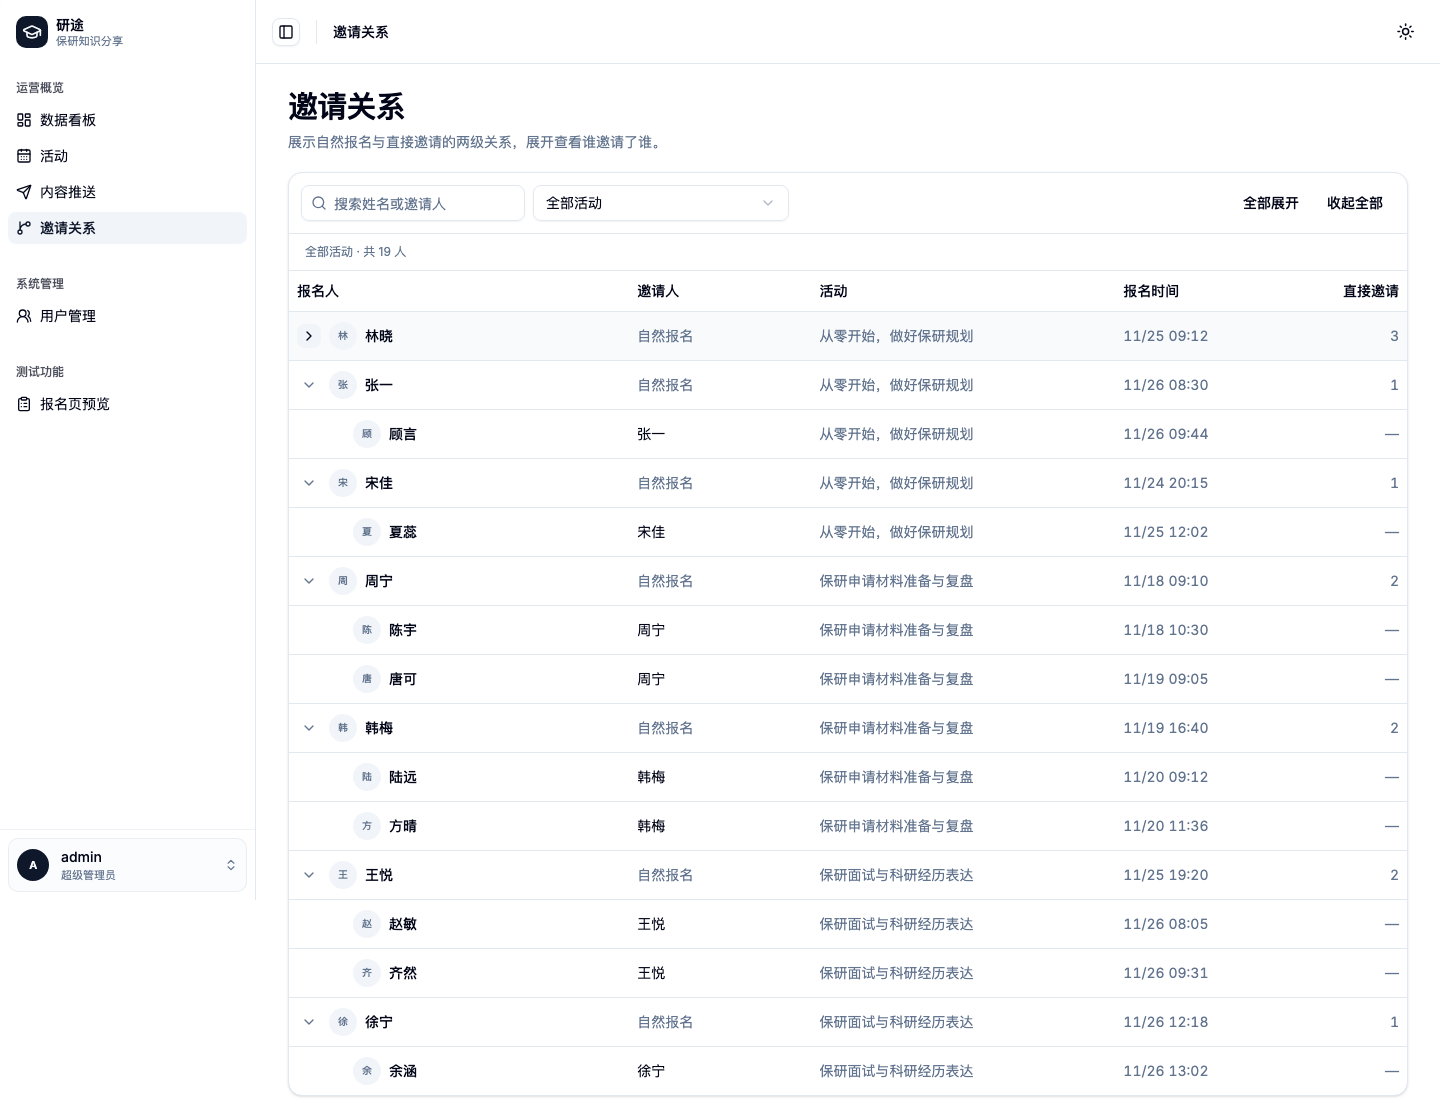 研途
保研知识分享
运营概览
数据看板
活动
内容推送
邀请关系
系统管理
用户管理
测试功能
报名页预览
A
admin
超级管理员
邀请关系
邀请关系
展示自然报名与直接邀请的两级关系，展开查看谁邀请了谁。
搜索姓名或邀请人 全部活动 全部展开 收起全部
全部活动 · 共 19 人
报名人 邀请人 活动 报名时间 直接邀请
林 林晓 自然报名 从零开始，做好保研规划 11/25 09:12 3
张 张一 自然报名 从零开始，做好保研规划 11/26 08:30 1
顾 顾言 张一 从零开始，做好保研规划 11/26 09:44 —
宋 宋佳 自然报名 从零开始，做好保研规划 11/24 20:15 1
夏 夏蕊 宋佳 从零开始，做好保研规划 11/25 12:02 —
周 周宁 自然报名 保研申请材料准备与复盘 11/18 09:10 2
陈 陈宇 周宁 保研申请材料准备与复盘 11/18 10:30 —
唐 唐可 周宁 保研申请材料准备与复盘 11/19 09:05 —
韩 韩梅 自然报名 保研申请材料准备与复盘 11/19 16:40 2
陆 陆远 韩梅 保研申请材料准备与复盘 11/20 09:12 —
方 方晴 韩梅 保研申请材料准备与复盘 11/20 11:36 —
王 王悦 自然报名 保研面试与科研经历表达 11/25 19:20 2
赵 赵敏 王悦 保研面试与科研经历表达 11/26 08:05 —
齐 齐然 王悦 保研面试与科研经历表达 11/26 09:31 —
徐 徐宁 自然报名 保研面试与科研经历表达 11/26 12:18 1
余 余涵 徐宁 保研面试与科研经历表达 11/26 13:02 —